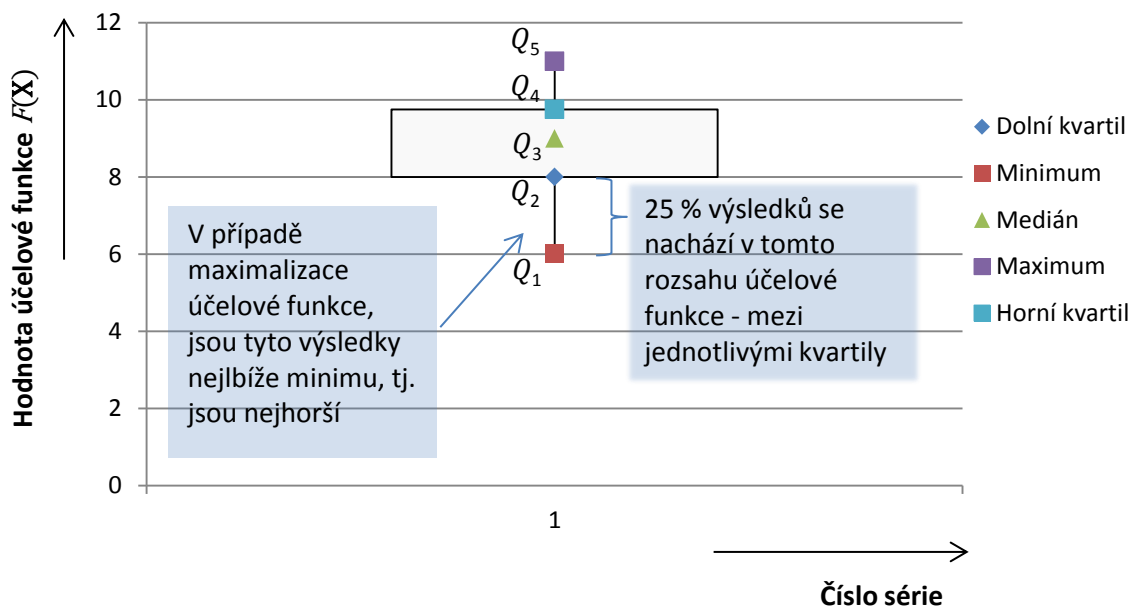 Hodnota účelové funkce F(X)
12
10
8
6
4
2
0
Q5
Q4
Q3
Q2
Q1
V případě
maximalizace
účelové funkce,
jsou tyto výsledky
nejlbíže minimu, tj.
jsou nejhorší
25 % výsledků se
nachází v tomto
rozsahu účelové
funkce - mezi
jednotlivými kvartily
Dolní kvartil
Minimum
Medián
Maximum
Horní kvartil
1
Číslo série